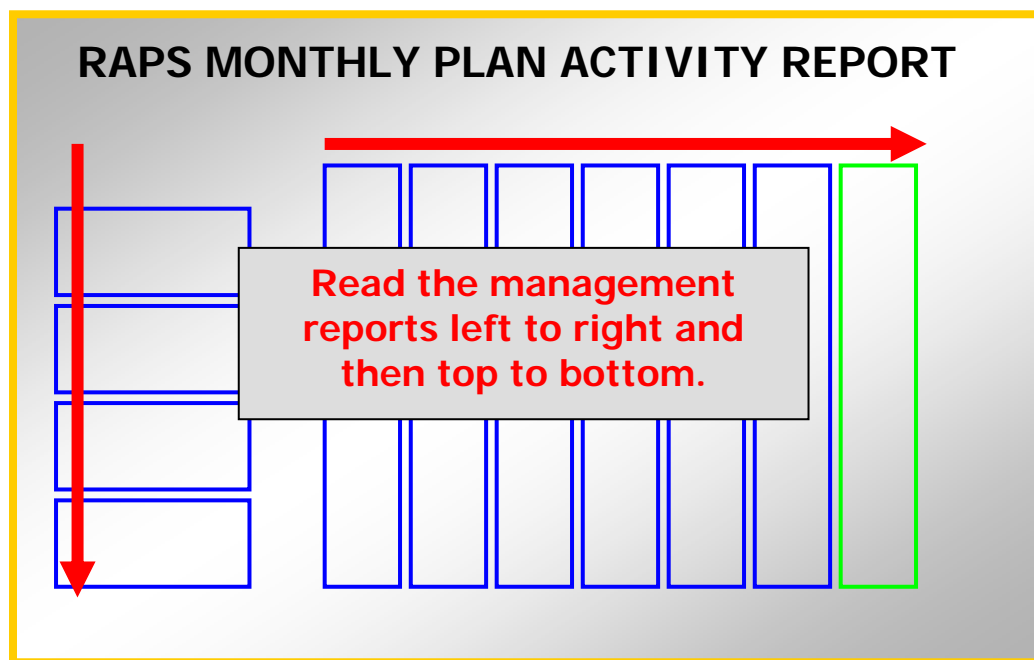 RAPS MONTHLY PLAN ACTIVITY REPORT
Read the management
reports left to right and
then top to bottom.